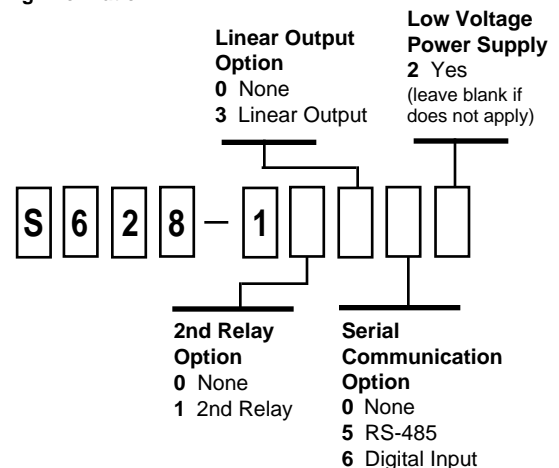 Linear Output
Option
0 None
3 Linear Output
Low Voltage
Power Supply
2 Yes
(leave blank if
does not apply)
S 6 2 8 – 1
2nd Relay
Option
0 None
1 2nd Relay
Serial
Communication
Option
0 None
5 RS-485
6 Digital Input